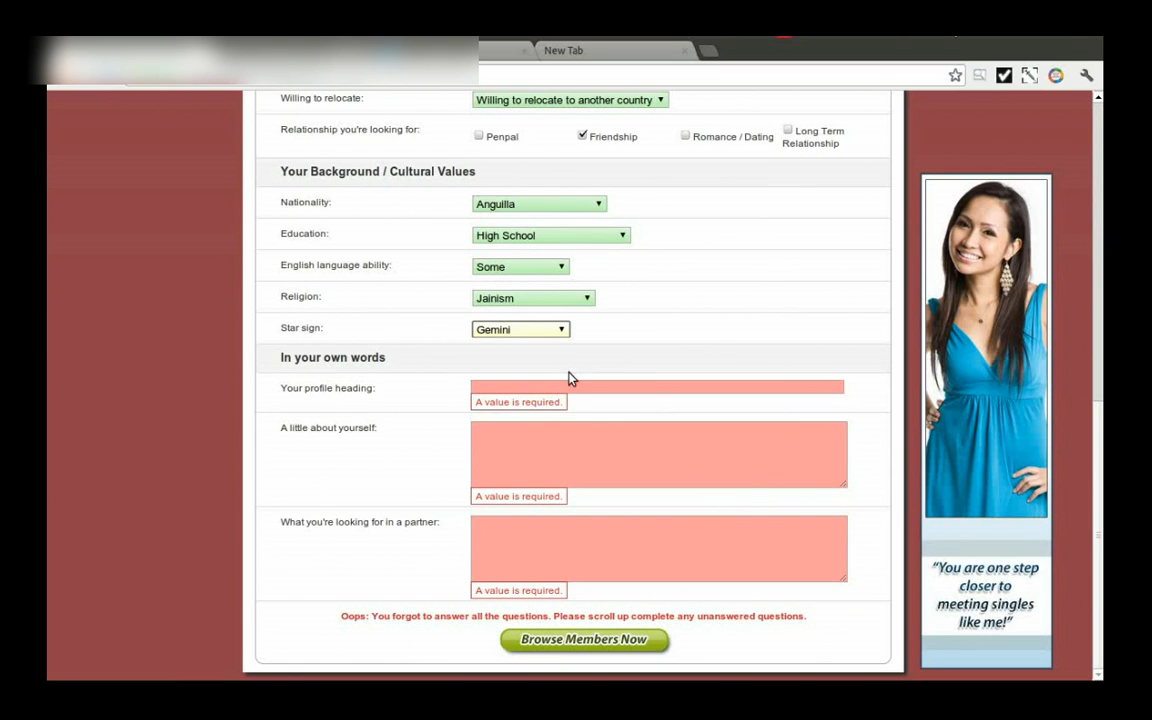 New Tab
Willing to relocate: Willing to relocate to another country
Relationship you're looking for: Penpal Friendship Romance / Dating Long Term Relationship
Your Background / Cultural Values
Nationality: Anguilla
Education: High School
English language ability: Some
Religion: Jainism
Star sign: Gemini
In your own words
Your profile heading:
A value is required.
A little about yourself:
A value is required.
What you're looking for in a partner:
A value is required.
Oops: You forgot to answer all the questions. Please scroll up complete any unanswered questions.
Browse Members Now
"You are one step
closer to
meeting singles
like me!"